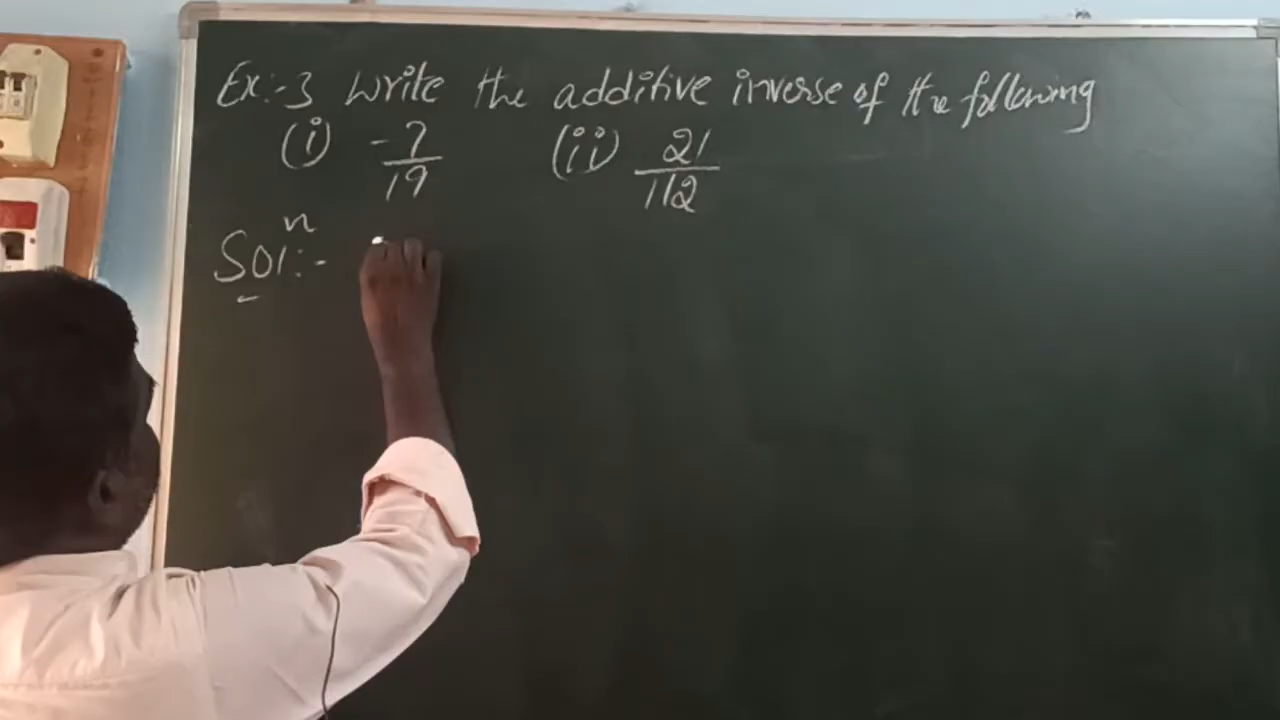 Ex:-3 Write the additive inverse of the following
(i) -7/19 (ii) 21/112
Solⁿ:-